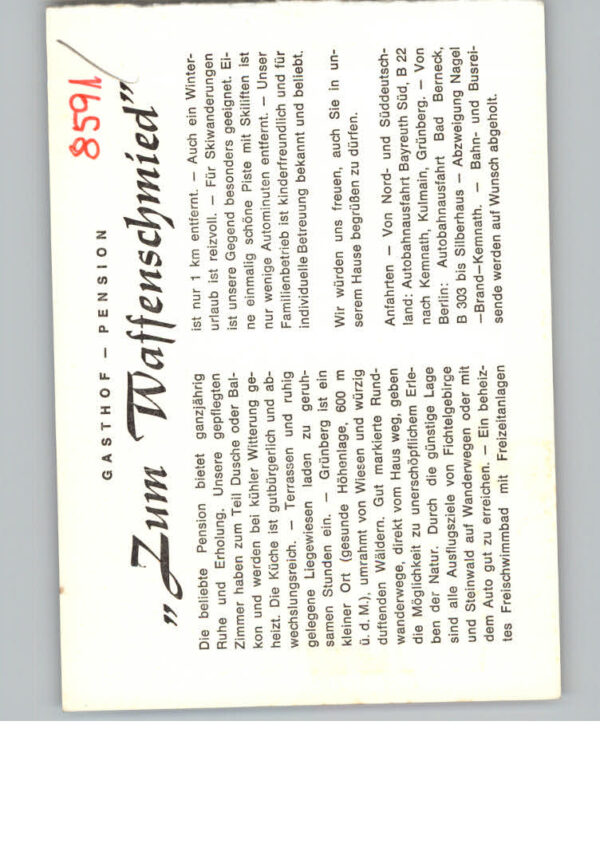 8591
GASTHOF – PENSION
„Zum Waffenschmied”
Die beliebte Pension bietet ganzjährig
Ruhe und Erholung. Unsere gepflegten
Zimmer haben zum Teil Dusche oder Bal-
kon und werden bei kühler Witterung ge-
heizt. Die Küche ist gutbürgerlich und ab-
wechslungsreich. – Terrassen und ruhig
gelegene Liegewiesen laden zu geruh-
samen Stunden ein. – Grünberg ist ein
kleiner Ort (gesunde Höhenlage, 600 m
ü. d. M.), umrahmt von Wiesen und würzig
duftenden Wäldern. Gut markierte Rund-
wanderwege, direkt vom Haus weg, geben
die Möglichkeit zu unerschöpflichem Erle-
ben der Natur. Durch die günstige Lage
sind alle Ausflugsziele von Fichtelgebirge
und Steinwald auf Wanderwegen oder mit
dem Auto gut zu erreichen. – Ein beheiz-
tes Freischwimmbad mit Freizeitanlagen
ist nur 1 km entfernt. – Auch ein Winter-
urlaub ist reizvoll. – Für Skiwanderungen
ist unsere Gegend besonders geeignet. Ei-
ne einmalig schöne Piste mit Skiliften ist
nur wenige Autominuten entfernt. – Unser
Familienbetrieb ist kinderfreundlich und für
individuelle Betreuung bekannt und beliebt.
Wir würden uns freuen, auch Sie in un-
serem Hause begrüßen zu dürfen.
Anfahrten – Von Nord- und Süddeutsch-
land: Autobahnausfahrt Bayreuth Süd, B 22
nach Kemnath, Kulmain, Grünberg. – Von
Berlin: Autobahnausfahrt Bad Berneck,
B 303 bis Silberhaus – Abzweigung Nagel
–Brand–Kemnath. – Bahn- und Busrei-
sende werden auf Wunsch abgeholt.